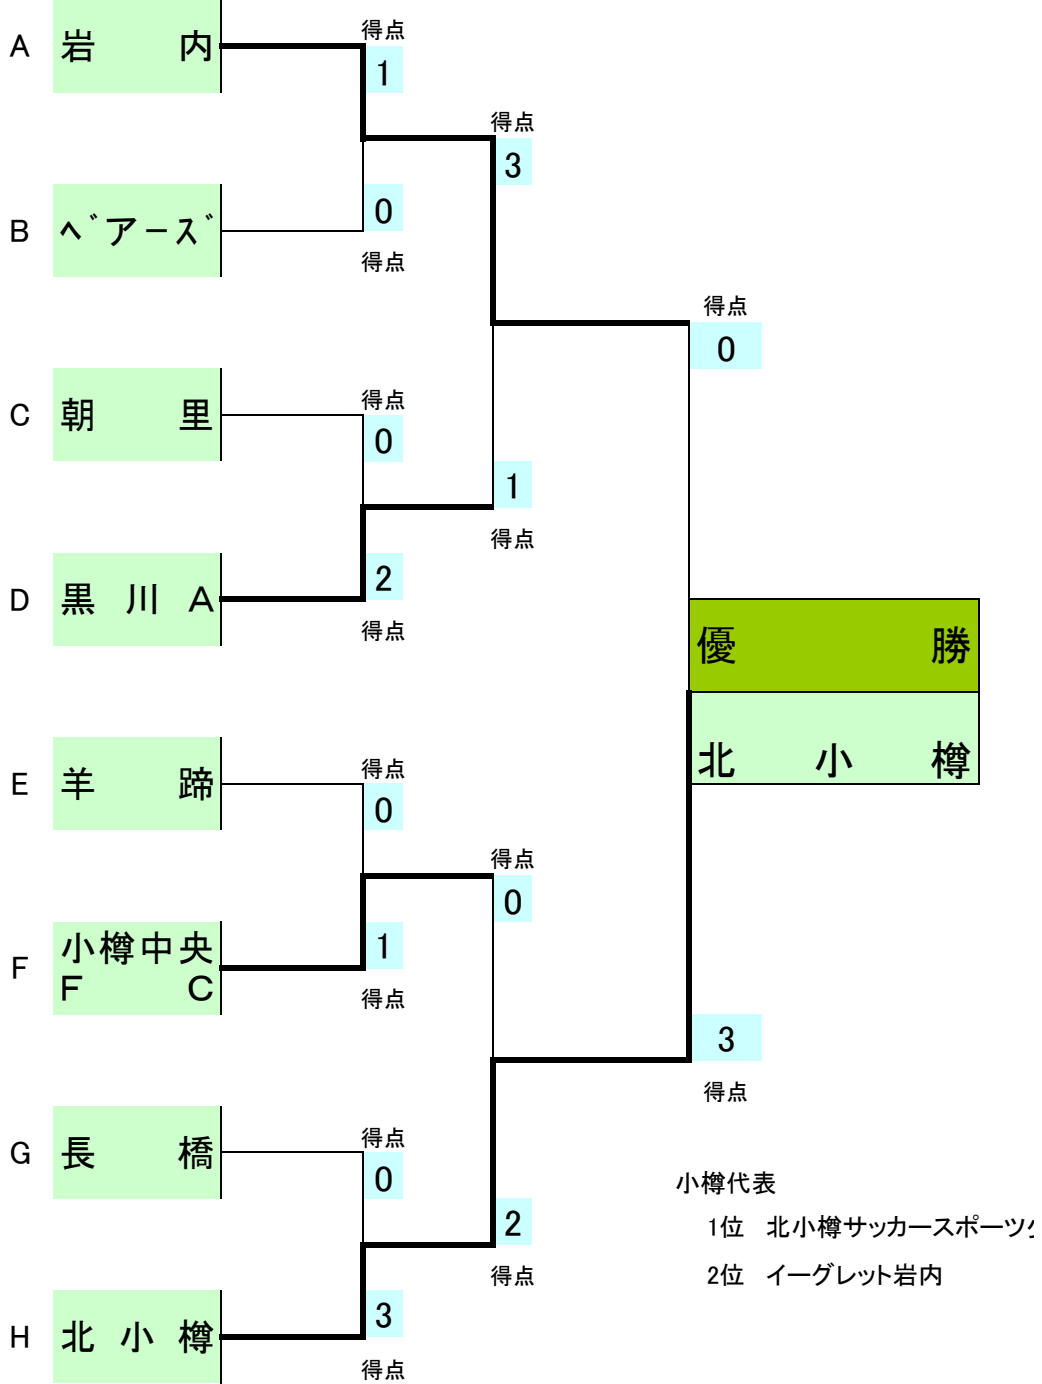 得点
A 岩 内
1
得点
3
B ベアーズ
0
得点
得点
0
C 朝 里
得点
0
1
得点
D 黒 川 A
2
得点
優 勝
北 小 樽
E 羊 蹄
得点
0
得点
0
F 小樽中央
F C
1
得点
3
得点
G 長 橋
得点
0
小樽代表
2
1位 北小樽サッカースポーツ
得点
2位 イーグレット岩内
H 北 小 樽
3
得点